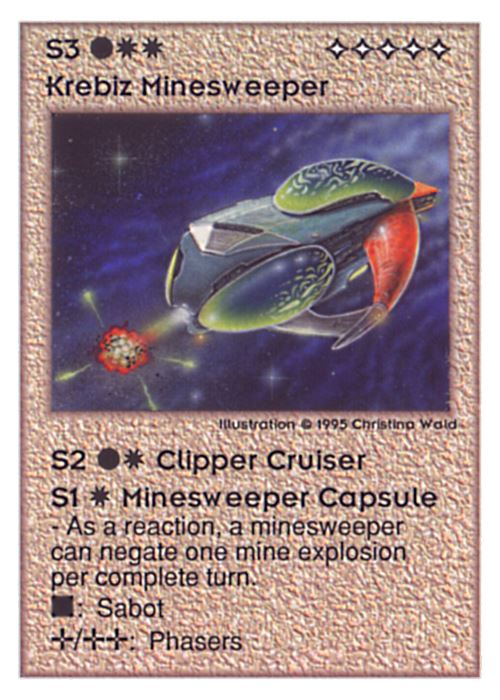 S3 ●✷✷ ✧✧✧✧✧
Krebiz Minesweeper
Illustration © 1995 Christina Wald
S2 ●✷ Clipper Cruiser
S1 ✷ Minesweeper Capsule
- As a reaction, a minesweeper
can negate one mine explosion
per complete turn.
■: Sabot
✛/✛✛: Phasers